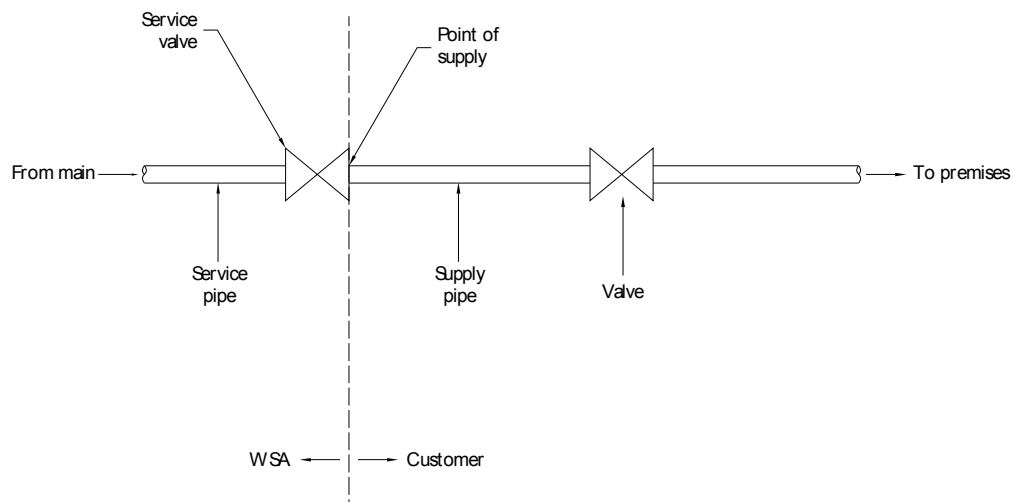 Service
valve
Point of
supply
From main
To premises
Service
pipe
Supply
pipe
Valve
WSA
Customer